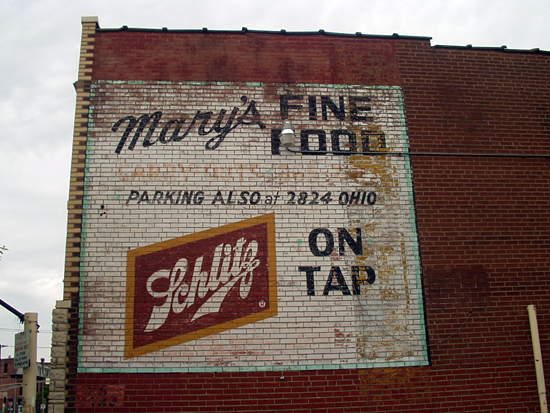 Mary's FINE
FOOD
PARKING ALSO at 2824 OHIO
Schlitz
ON
TAP